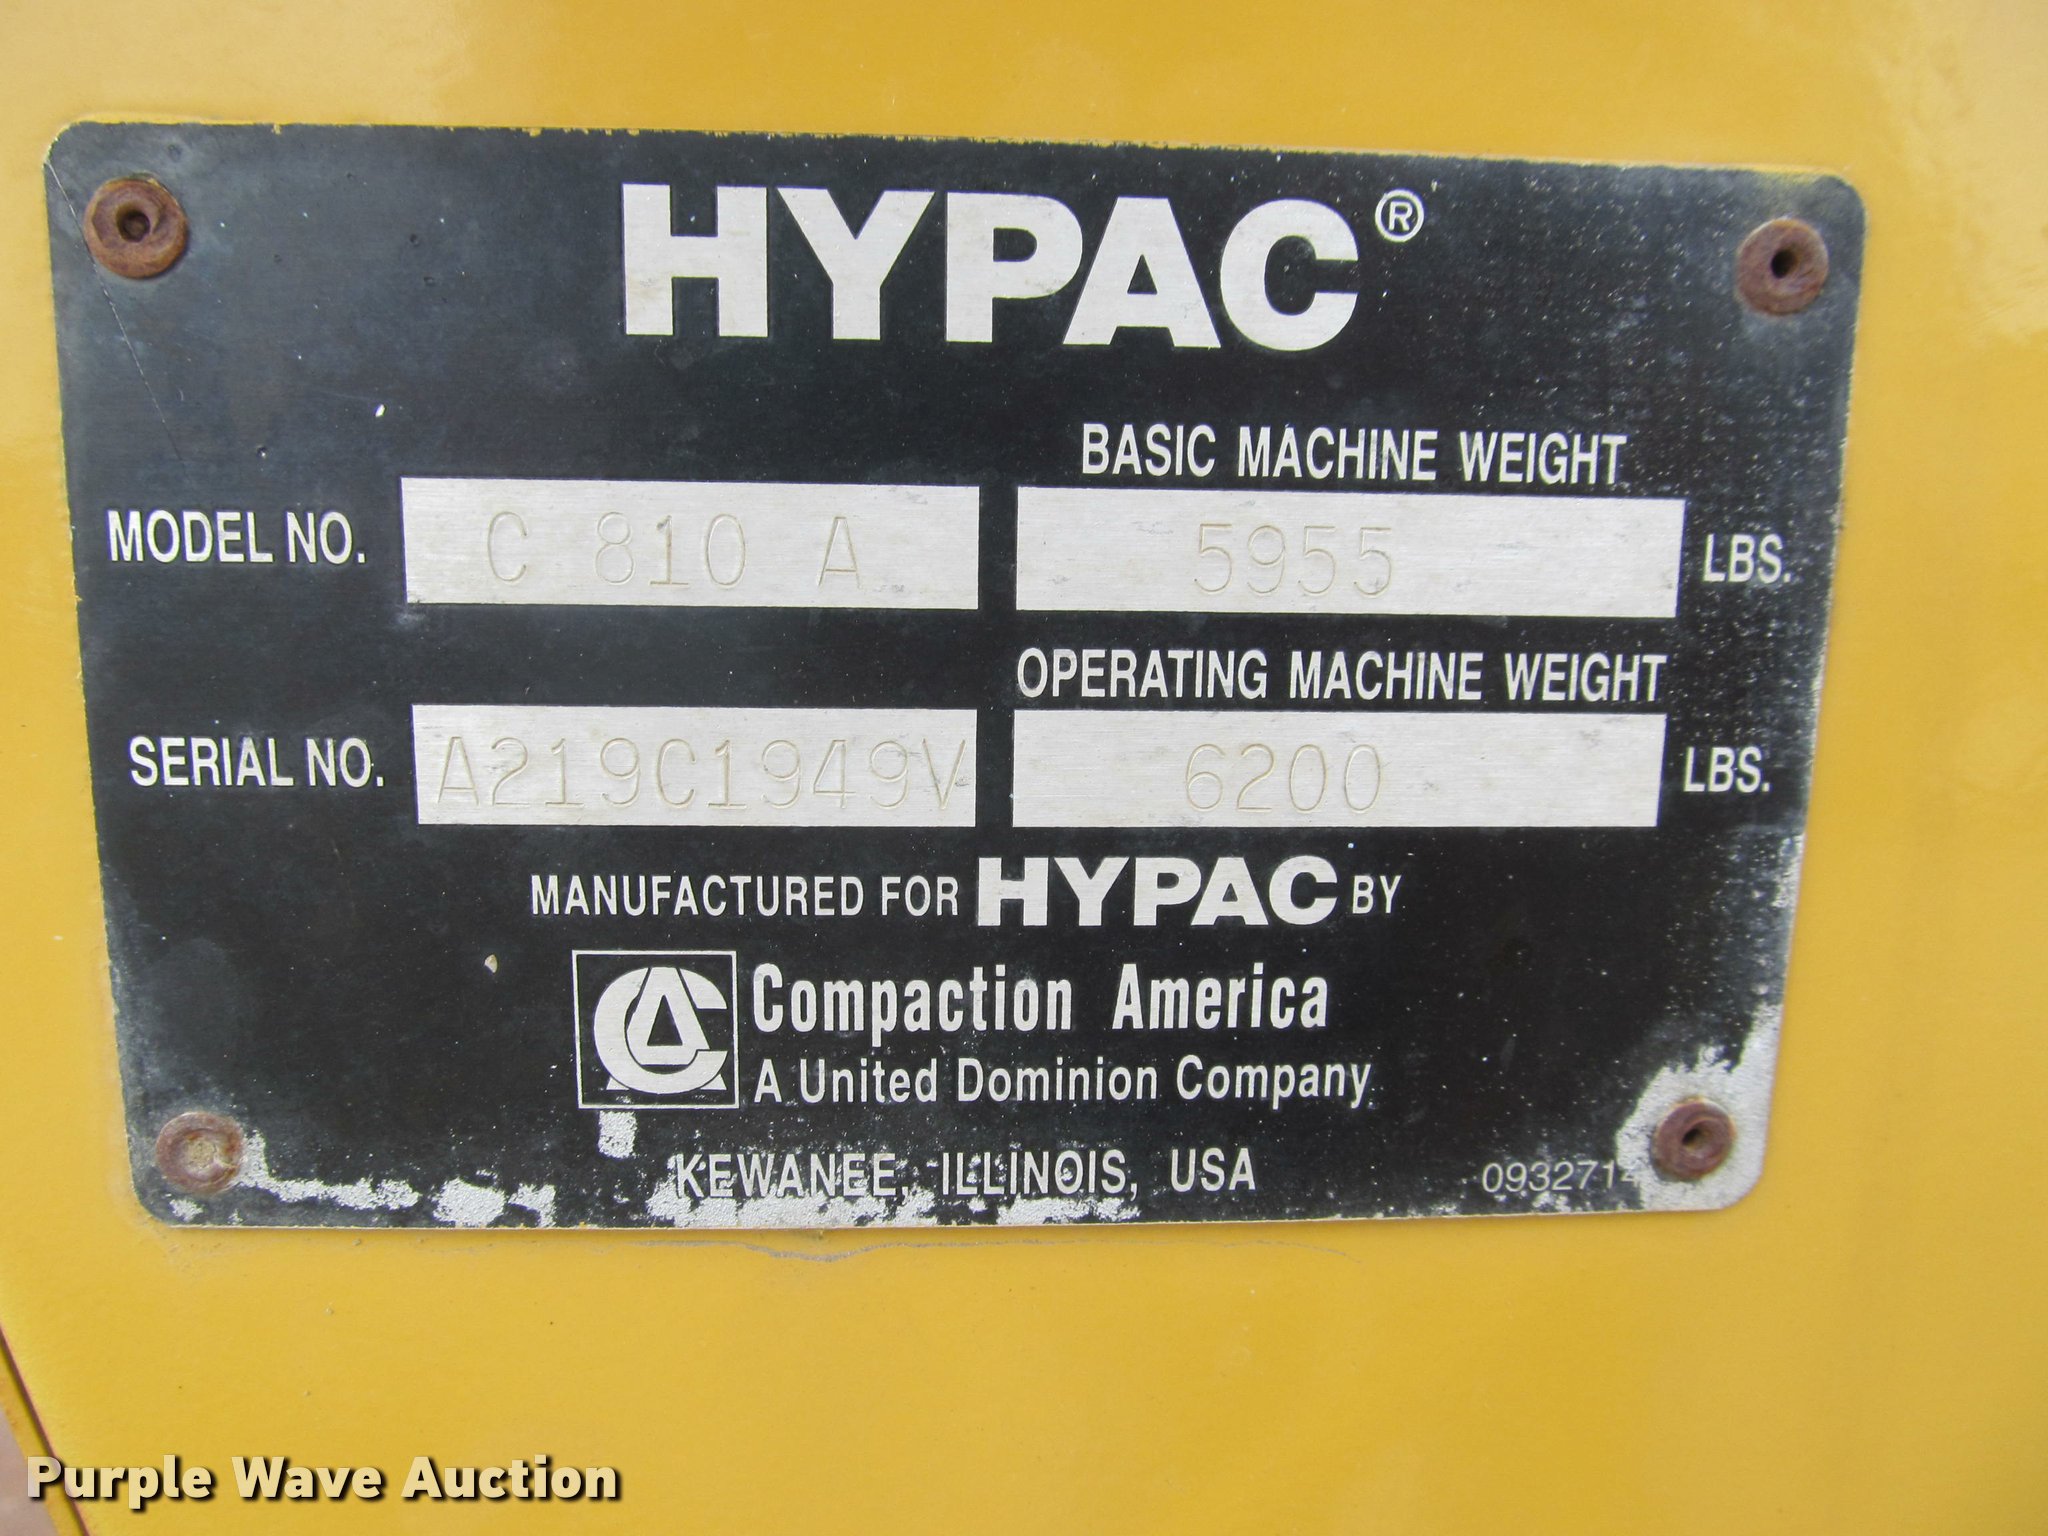 HYPAC®
BASIC MACHINE WEIGHT
MODEL NO. C 810 A 5955 LBS.
OPERATING MACHINE WEIGHT
SERIAL NO. A219C1949V 6200 LBS.
MANUFACTURED FOR HYPAC BY
CA Compaction America
A United Dominion Company
KEWANEE, ILLINOIS, USA
Purple Wave Auction